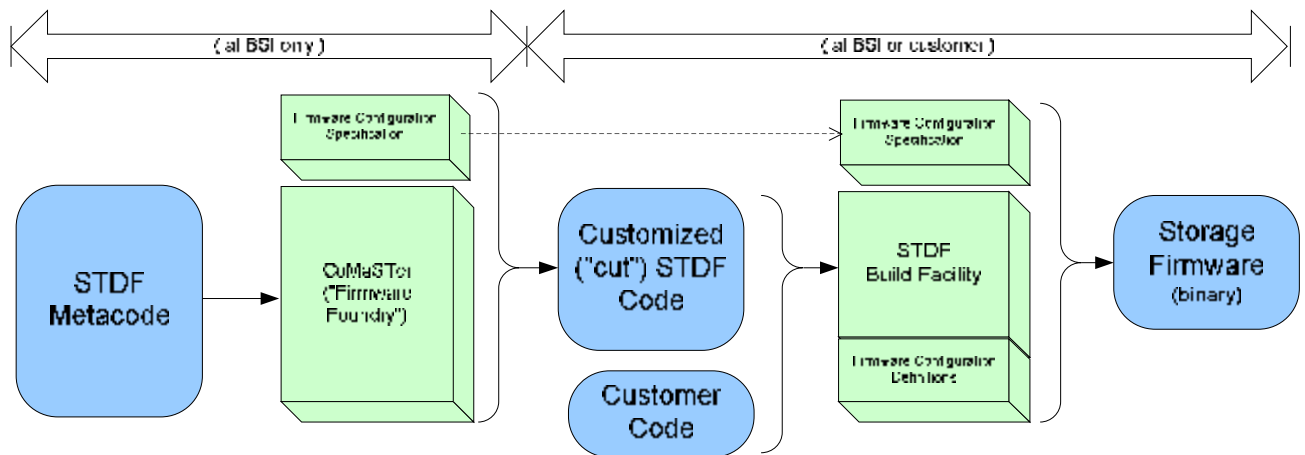 ( at BSI only )
( at BSI or customer )
Firmware Configuration
Specification
Firmware Configuration
Specification
STDF
Metacode
CuMaSTor
("Firmware
Foundry")
Customized
("cut") STDF
Code
Customer
Code
STDF
Build Facility
Firmware Configuration
Definitions
Storage
Firmware
(binary)